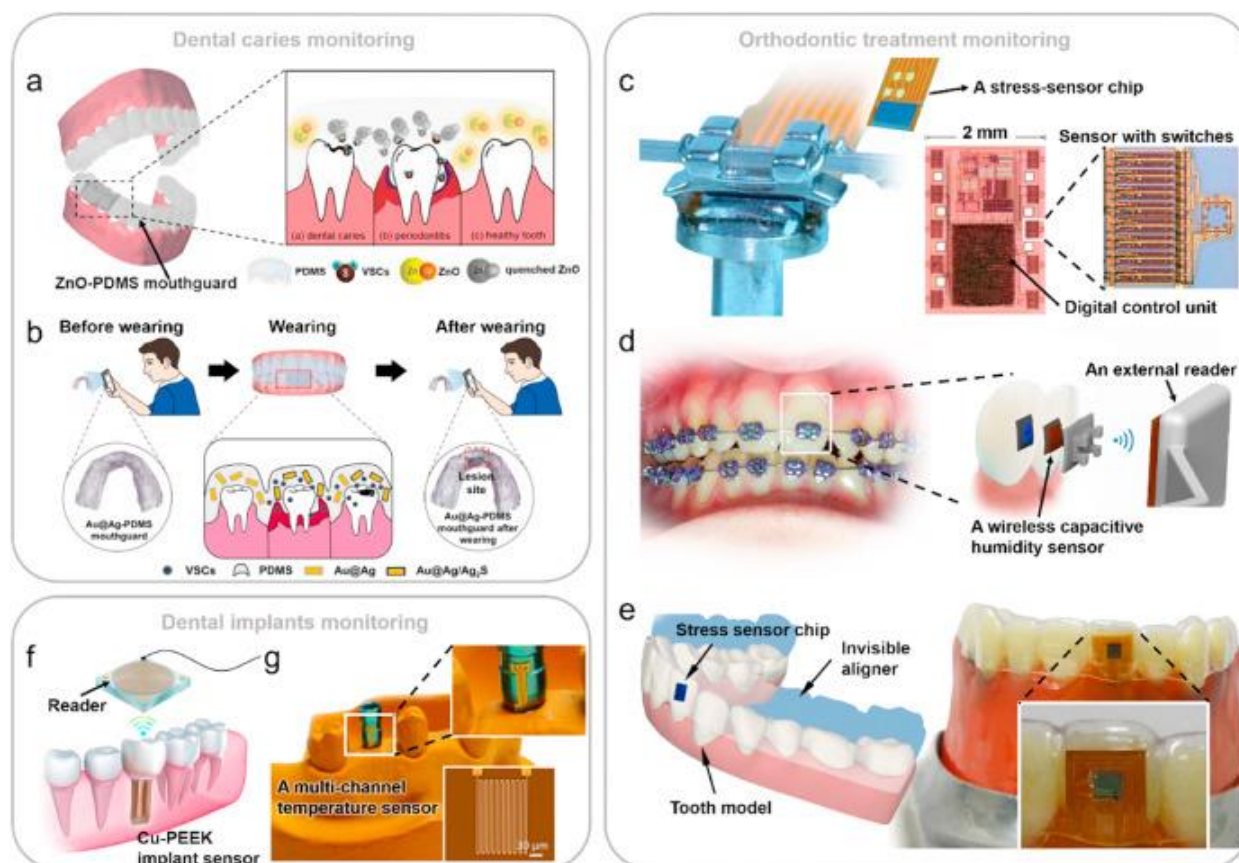 Dental caries monitoring
a
(a) dental caries
(b) periodontitis
(c) healthy tooth
PDMS
S
VSCs
Zn
ZnO
Zn
quenched ZnO
ZnO-PDMS mouthguard
b
Before wearing
Wearing
After wearing
Au@Ag-PDMS
mouthguard
Lesion
site
Au@Ag-PDMS
mouthguard after
wearing
VSCs
PDMS
Au@Ag
Au@Ag/Ag₂S
Dental implants monitoring
f
Reader
Cu-PEEK
implant sensor
g
A multi-channel
temperature sensor
30 μm
Orthodontic treatment monitoring
c
A stress-sensor chip
2 mm
Sensor with switches
Digital control unit
d
An external reader
A wireless capacitive
humidity sensor
e
Stress sensor chip
Invisible
aligner
Tooth model